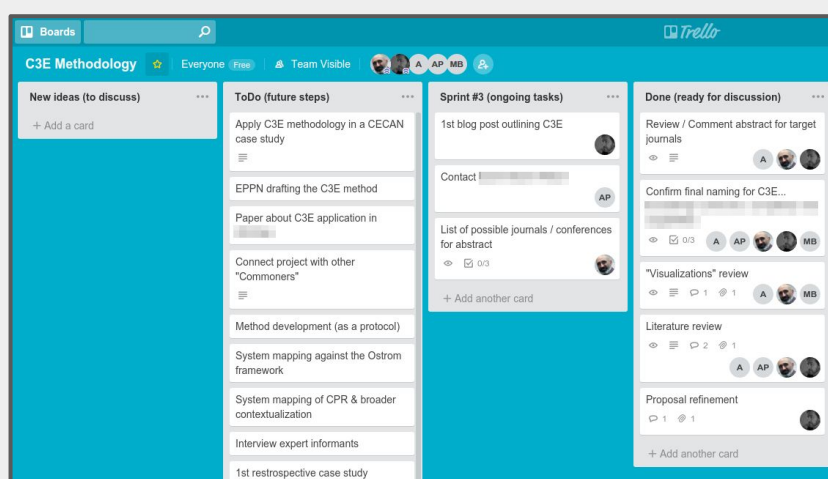 Boards
Trello
C3E Methodology
Everyone Free
Team Visible
A AP MB
New ideas (to discuss)
+ Add a card
ToDo (future steps)
Apply C3E methodology in a CECAN
case study
EPPN drafting the C3E method
Paper about C3E application in
Connect project with other
"Commoners"
Method development (as a protocol)
System mapping against the Ostrom
framework
System mapping of CPR & broader
contextualization
Interview expert informants
1st restrospective case study
Sprint #3 (ongoing tasks)
1st blog post outlining C3E
Contact
AP
List of possible journals / conferences
for abstract
0/3
+ Add another card
Done (ready for discussion)
Review / Comment abstract for target
journals
A
Confirm final naming for C3E...
0/3 A AP MB
"Visualizations" review
1 1 A MB
Literature review
2 1
A AP
Proposal refinement
1 1
+ Add another card